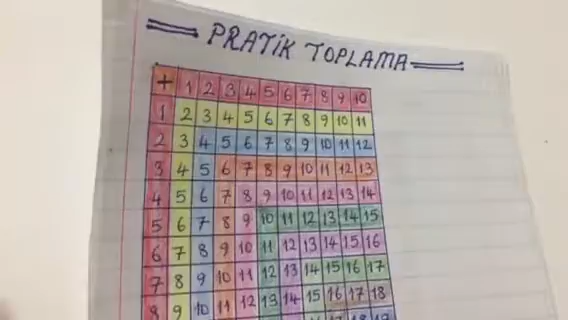 PRATİK TOPLAMA
+ 1 2 3 4 5 6 7 8 9 10
1 2 3 4 5 6 7 8 9 10 11
2 3 4 5 6 7 8 9 10 11 12
3 4 5 6 7 8 9 10 11 12 13
4 5 6 7 8 9 10 11 12 13 14
5 6 7 8 9 10 11 12 13 14 15
6 7 8 9 10 11 12 13 14 15 16
7 8 9 10 11 12 13 14 15 16 17
8 9 10 11 12 13 14 15 16 17 18